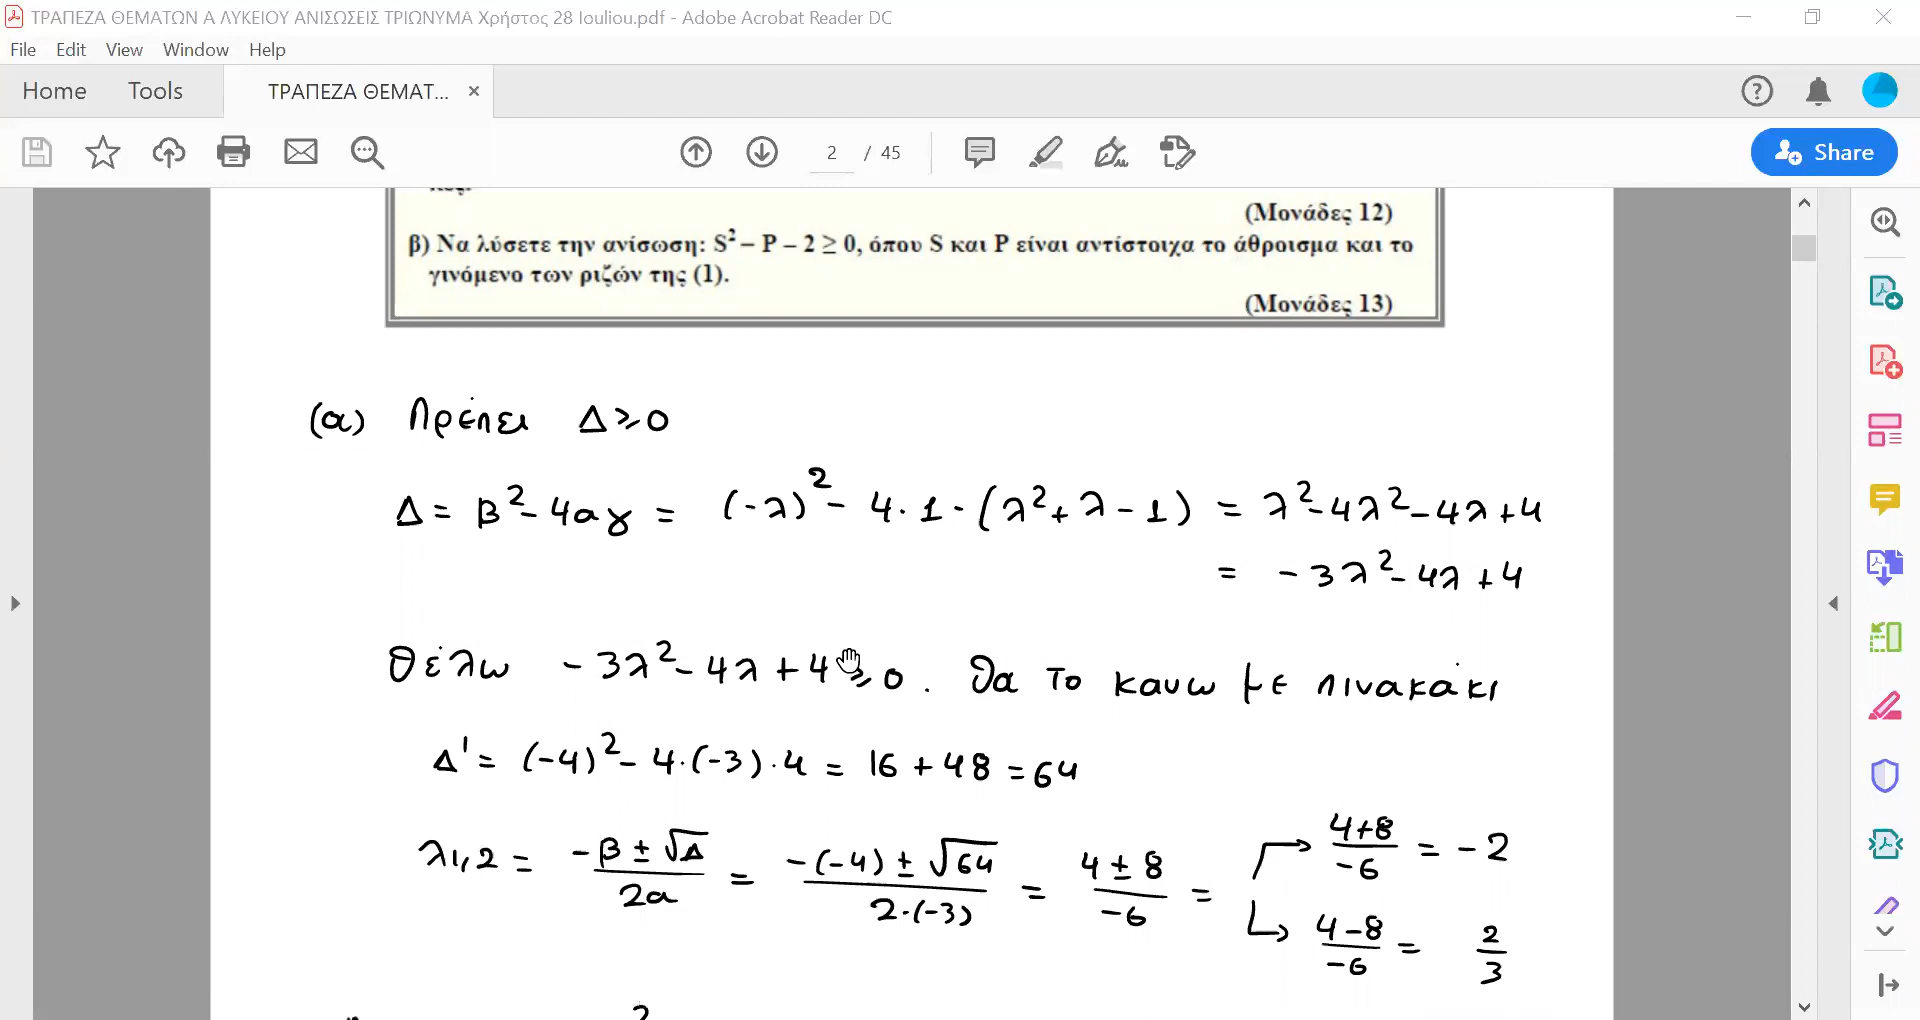 ΤΡΑΠΕΖΑ ΘΕΜΑΤΩΝ Α ΛΥΚΕΙΟΥ ΑΝΙΣΩΣΕΙΣ ΤΡΙΩΝΥΜΑ Χρήστος 28 Iouliou.pdf - Adobe Acrobat Reader DC
File Edit View Window Help
Home Tools ΤΡΑΠΕΖΑ ΘΕΜΑΤ... ×
2 / 45 Share
(Μονάδες 12)
β) Να λύσετε την ανίσωση: S² – P – 2 ≥ 0, όπου S και P είναι αντίστοιχα το άθροισμα και το
γινόμενο των ριζών της (1).
(Μονάδες 13)
(α) Πρέπει Δ ≥ 0
Δ = β² - 4αγ = (-λ)² - 4·1·(λ² + λ - 1) = λ² - 4λ² - 4λ + 4
= -3λ² - 4λ + 4
Θέλω -3λ² - 4λ + 4 ≥ 0. Θα το κανω με πινακάκι
Δ' = (-4)² - 4·(-3)·4 = 16 + 48 = 64
λ1,2 = -β ± √Δ / 2α = -(-4) ± √64 / 2·(-3) = 4 ± 8 / -6 = 4+8 / -6 = -2
4-8 / -6 = 2/3